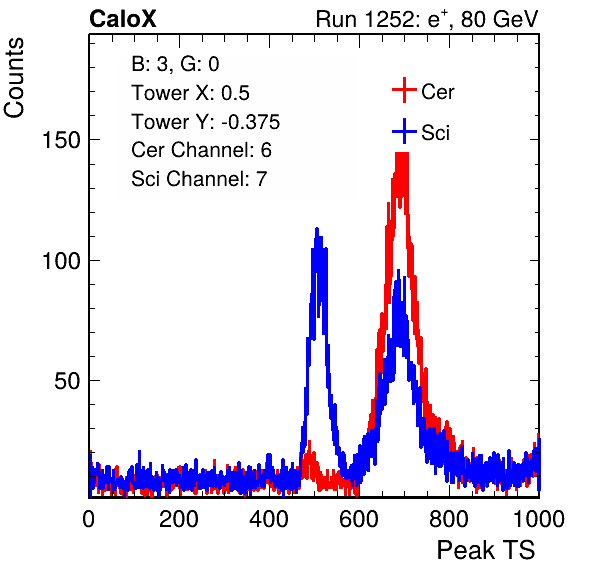 CaloX
Run 1252: e+, 80 GeV
Counts
B: 3, G: 0
Tower X: 0.5
Tower Y: -0.375
Cer Channel: 6
Sci Channel: 7
Cer
Sci
150
100
50
0 200 400 600 800 1000
Peak TS